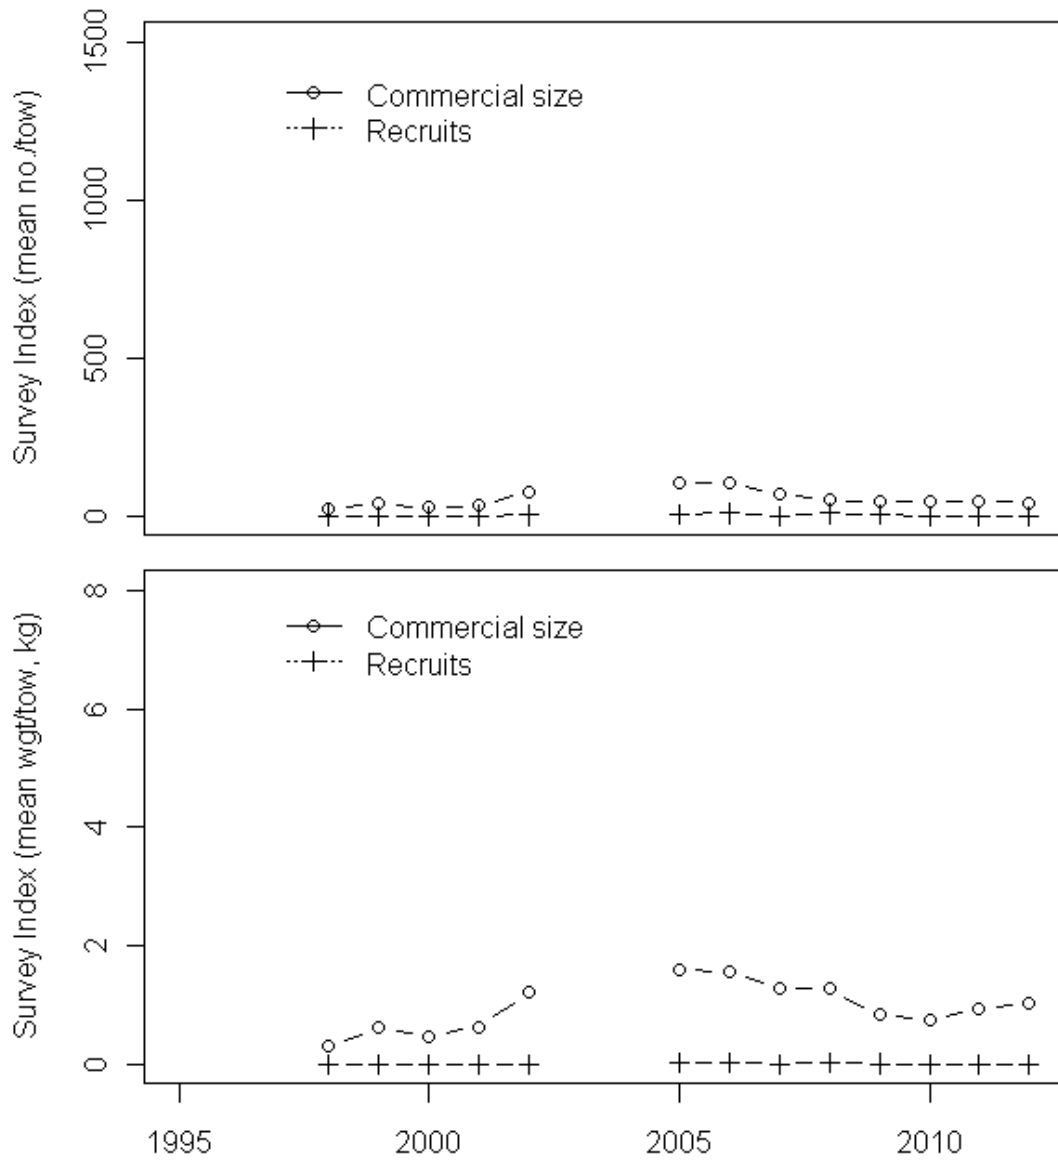 Survey Index (mean no./tow)
1500
1000
500
0
Commercial size
Recruits
Survey Index (mean wgt/tow, kg)
8
6
4
2
0
Commercial size
Recruits
1995 2000 2005 2010